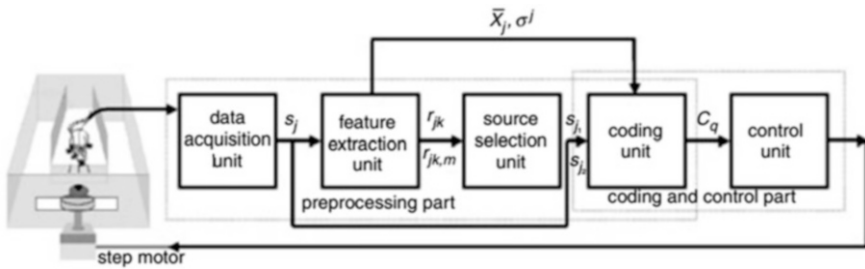 X̄j, σ^j
data
acquisition
unit
sj
feature
extraction
unit
rjk
rjk,m
source
selection
unit
sj1
sj2
coding
unit
Cq
control
unit
preprocessing part
coding and control part
step motor